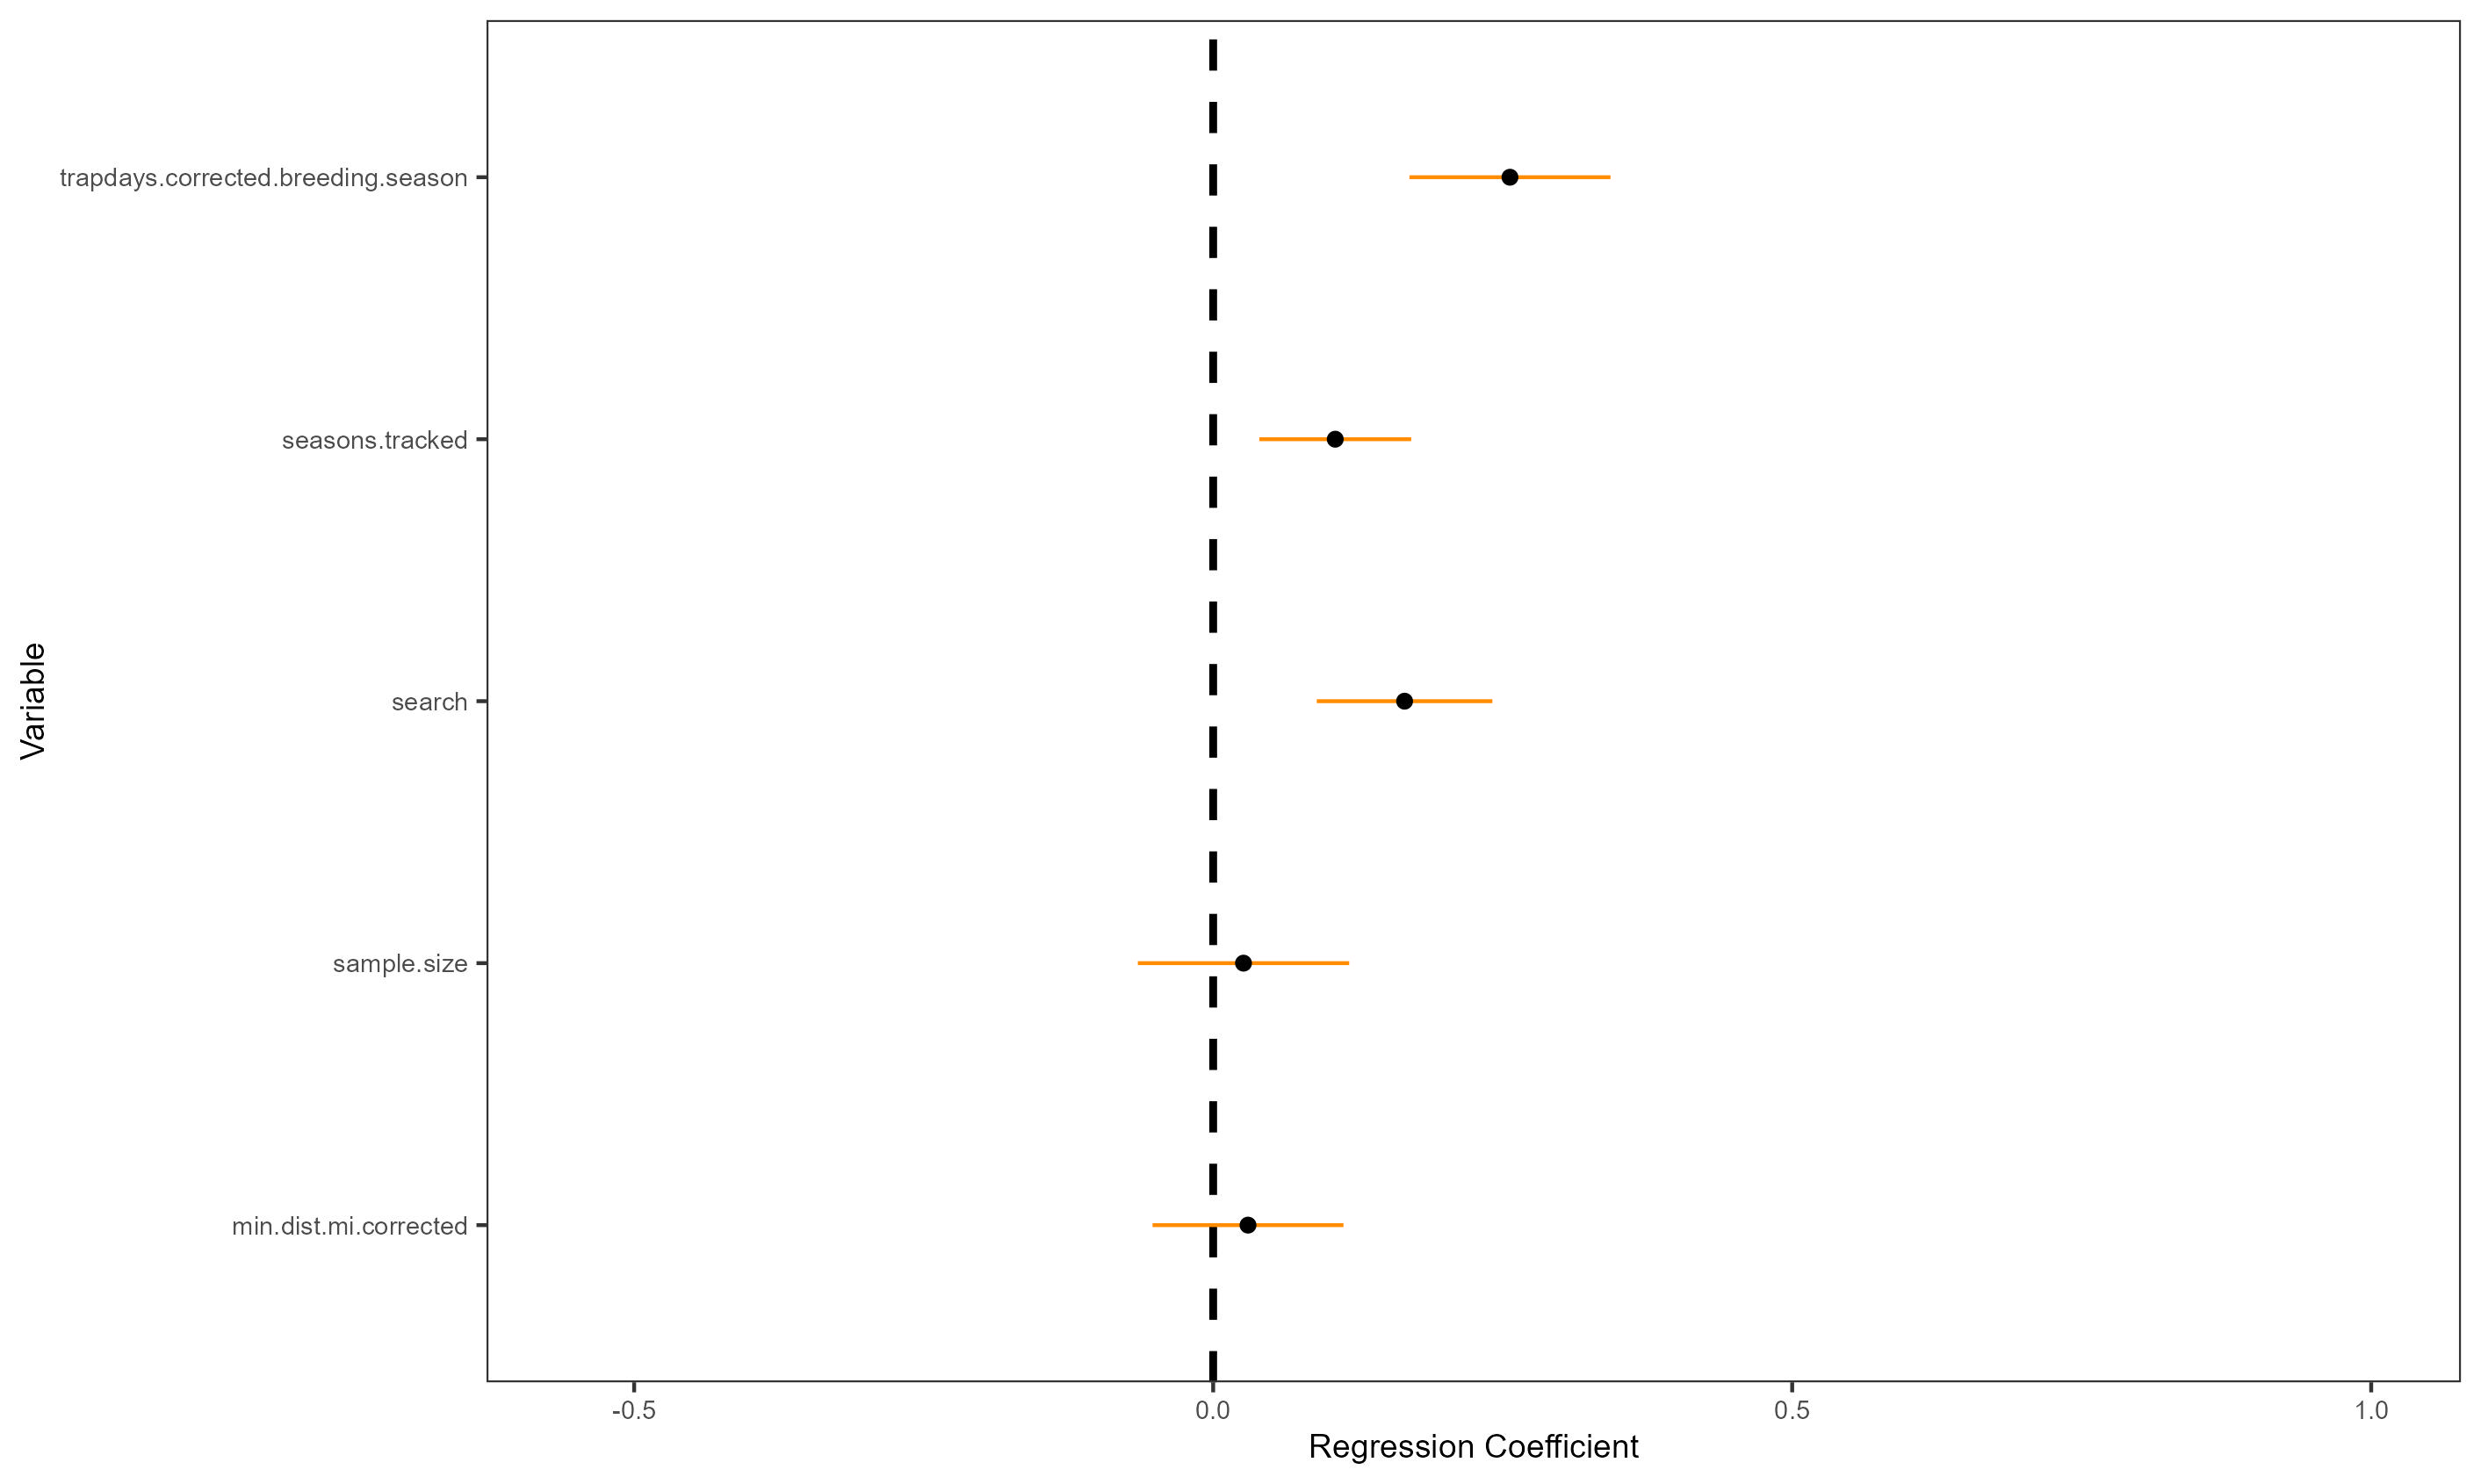 trapdays.corrected.breeding.season
seasons.tracked
search
sample.size
min.dist.mi.corrected
Variable
-0.5
0.0
0.5
1.0
Regression Coefficient